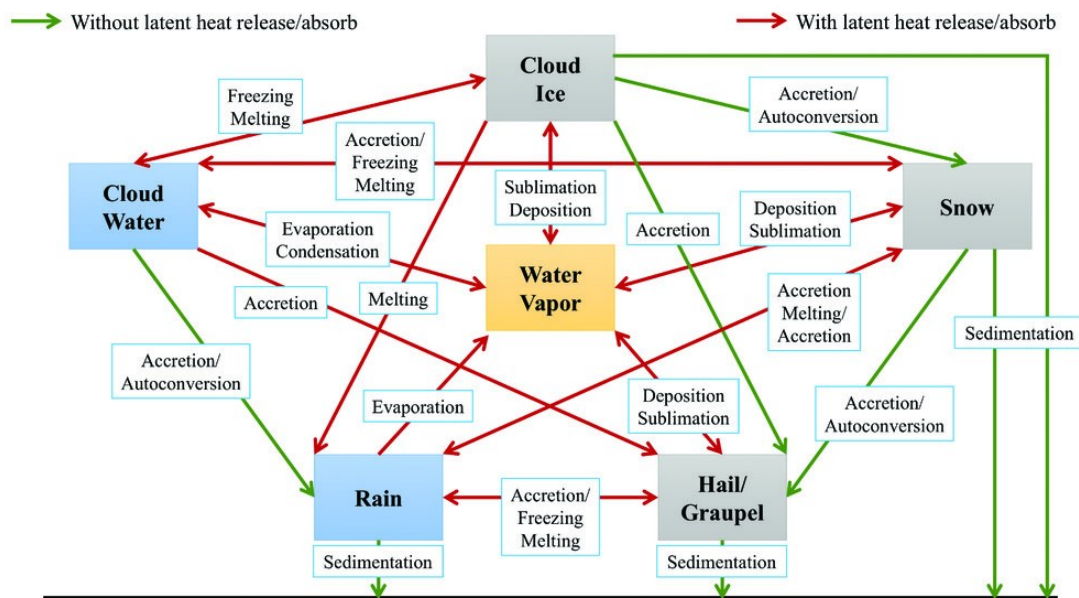 Without latent heat release/absorb
With latent heat release/absorb
Cloud
Ice
Freezing
Melting
Accretion/
Autoconversion
Accretion/
Freezing
Melting
Cloud
Water
Sublimation
Deposition
Snow
Evaporation
Condensation
Accretion
Deposition
Sublimation
Water
Vapor
Accretion
Melting
Accretion
Melting/
Accretion
Sedimentation
Accretion/
Autoconversion
Evaporation
Deposition
Sublimation
Accretion/
Autoconversion
Rain
Accretion/
Freezing
Melting
Hail/
Graupel
Sedimentation
Sedimentation